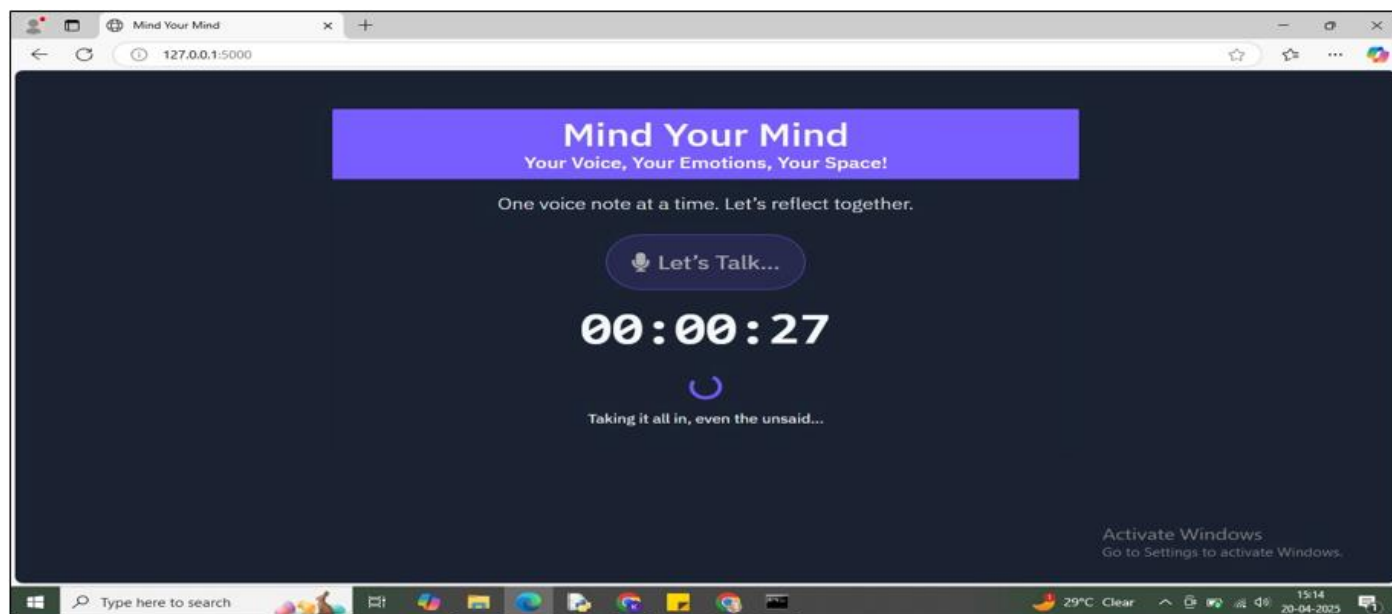 Mind Your Mind
127.0.0.1:5000
Mind Your Mind
Your Voice, Your Emotions, Your Space!
One voice note at a time. Let's reflect together.
Let's Talk...
00:00:27
Taking it all in, even the unsaid...
Activate Windows
Go to Settings to activate Windows.
Type here to search
29°C Clear
15:14
20-04-2025